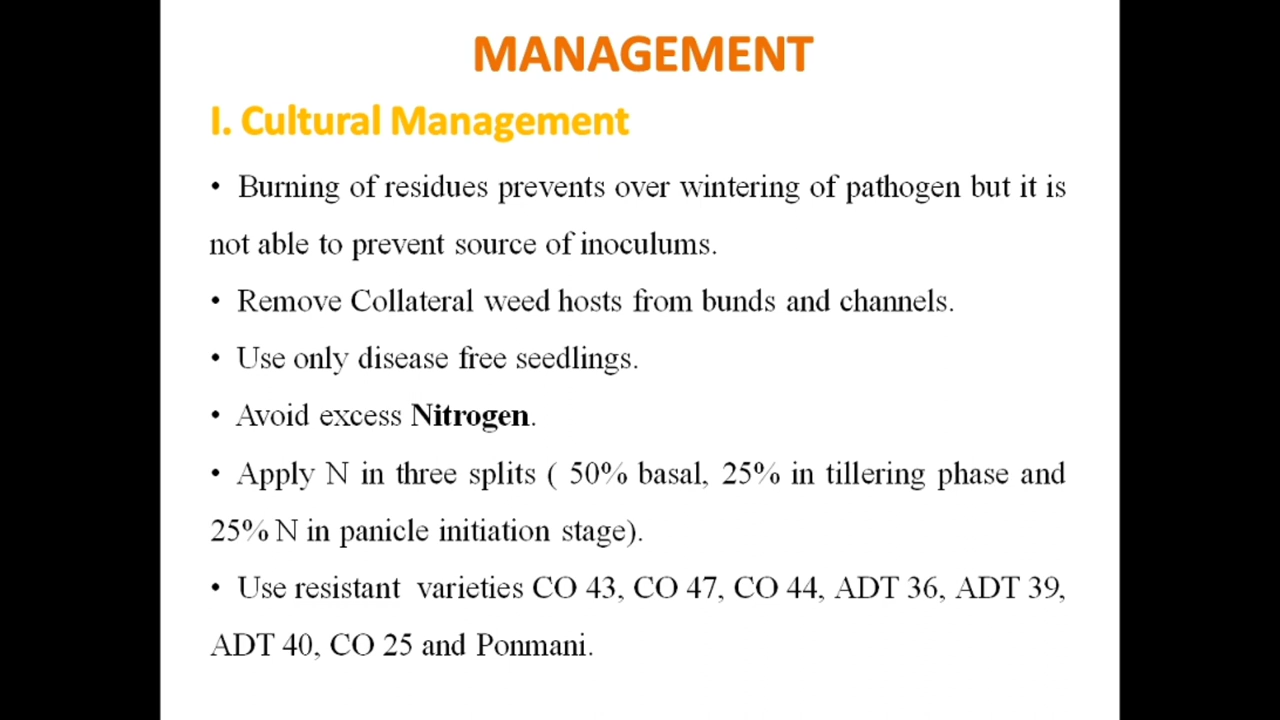 MANAGEMENT
I. Cultural Management
• Burning of residues prevents over wintering of pathogen but it is
not able to prevent source of inoculums.
• Remove Collateral weed hosts from bunds and channels.
• Use only disease free seedlings.
• Avoid excess Nitrogen.
• Apply N in three splits ( 50% basal, 25% in tillering phase and
25% N in panicle initiation stage).
• Use resistant varieties CO 43, CO 47, CO 44, ADT 36, ADT 39,
ADT 40, CO 25 and Ponmani.